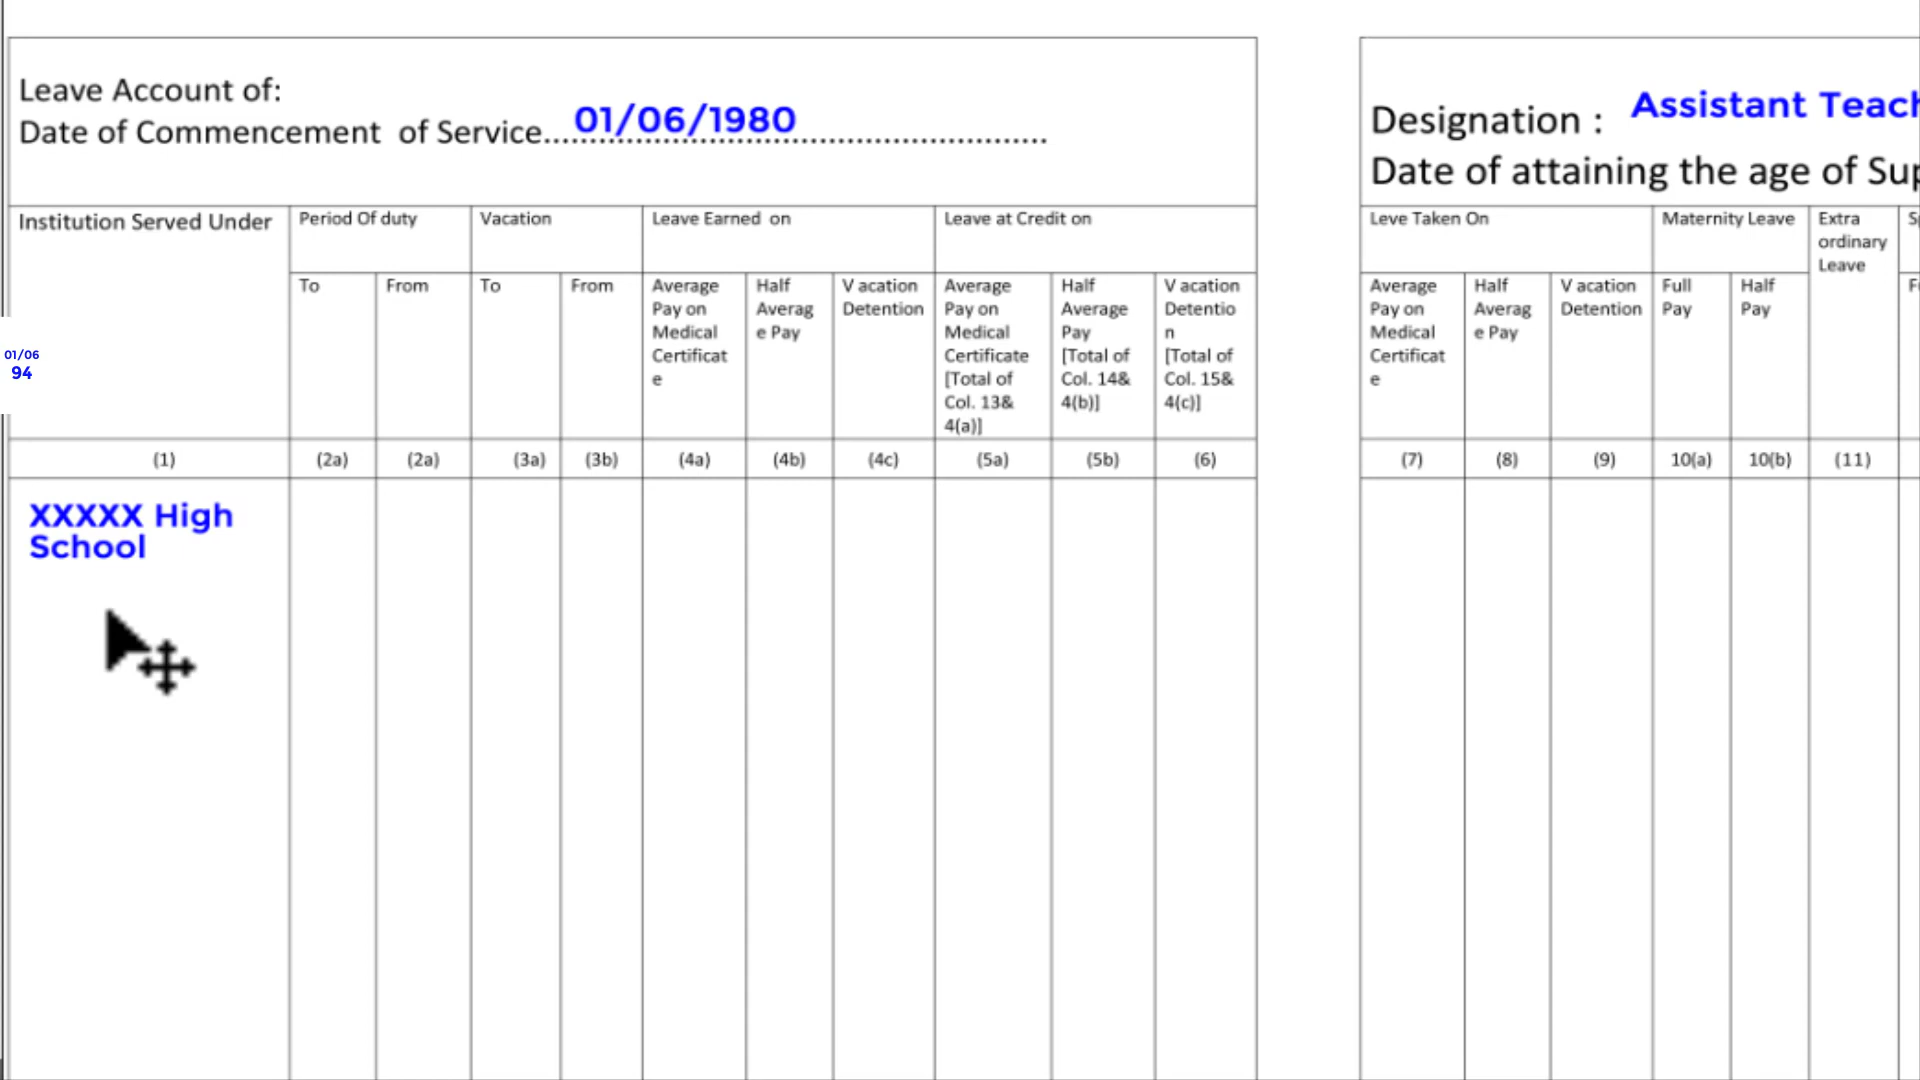 Leave Account of:
Date of Commencement of Service...01/06/1980......................................................
Institution Served Under
Period Of duty
Vacation
Leave Earned on
Leave at Credit on
To
From
To
From
Average
Pay on
Medical
Certificat
e
Half
Averag
e Pay
V acation
Detention
Average
Pay on
Medical
Certificate
[Total of
Col. 13&
4(a)]
Half
Average
Pay
[Total of
Col. 14&
4(b)]
V acation
Detentio
n
[Total of
Col. 15&
4(c)]
01/06
94
(1)
(2a)
(2a)
(3a)
(3b)
(4a)
(4b)
(4c)
(5a)
(5b)
(6)
XXXXX High
School
Designation : Assistant Teach
Date of attaining the age of Sup
Leve Taken On
Maternity Leave
Extra
ordinary
Leave
Average
Pay on
Medical
Certificat
e
Half
Averag
e Pay
V acation
Detention
Full
Pay
Half
Pay
(7)
(8)
(9)
10(a)
10(b)
(11)